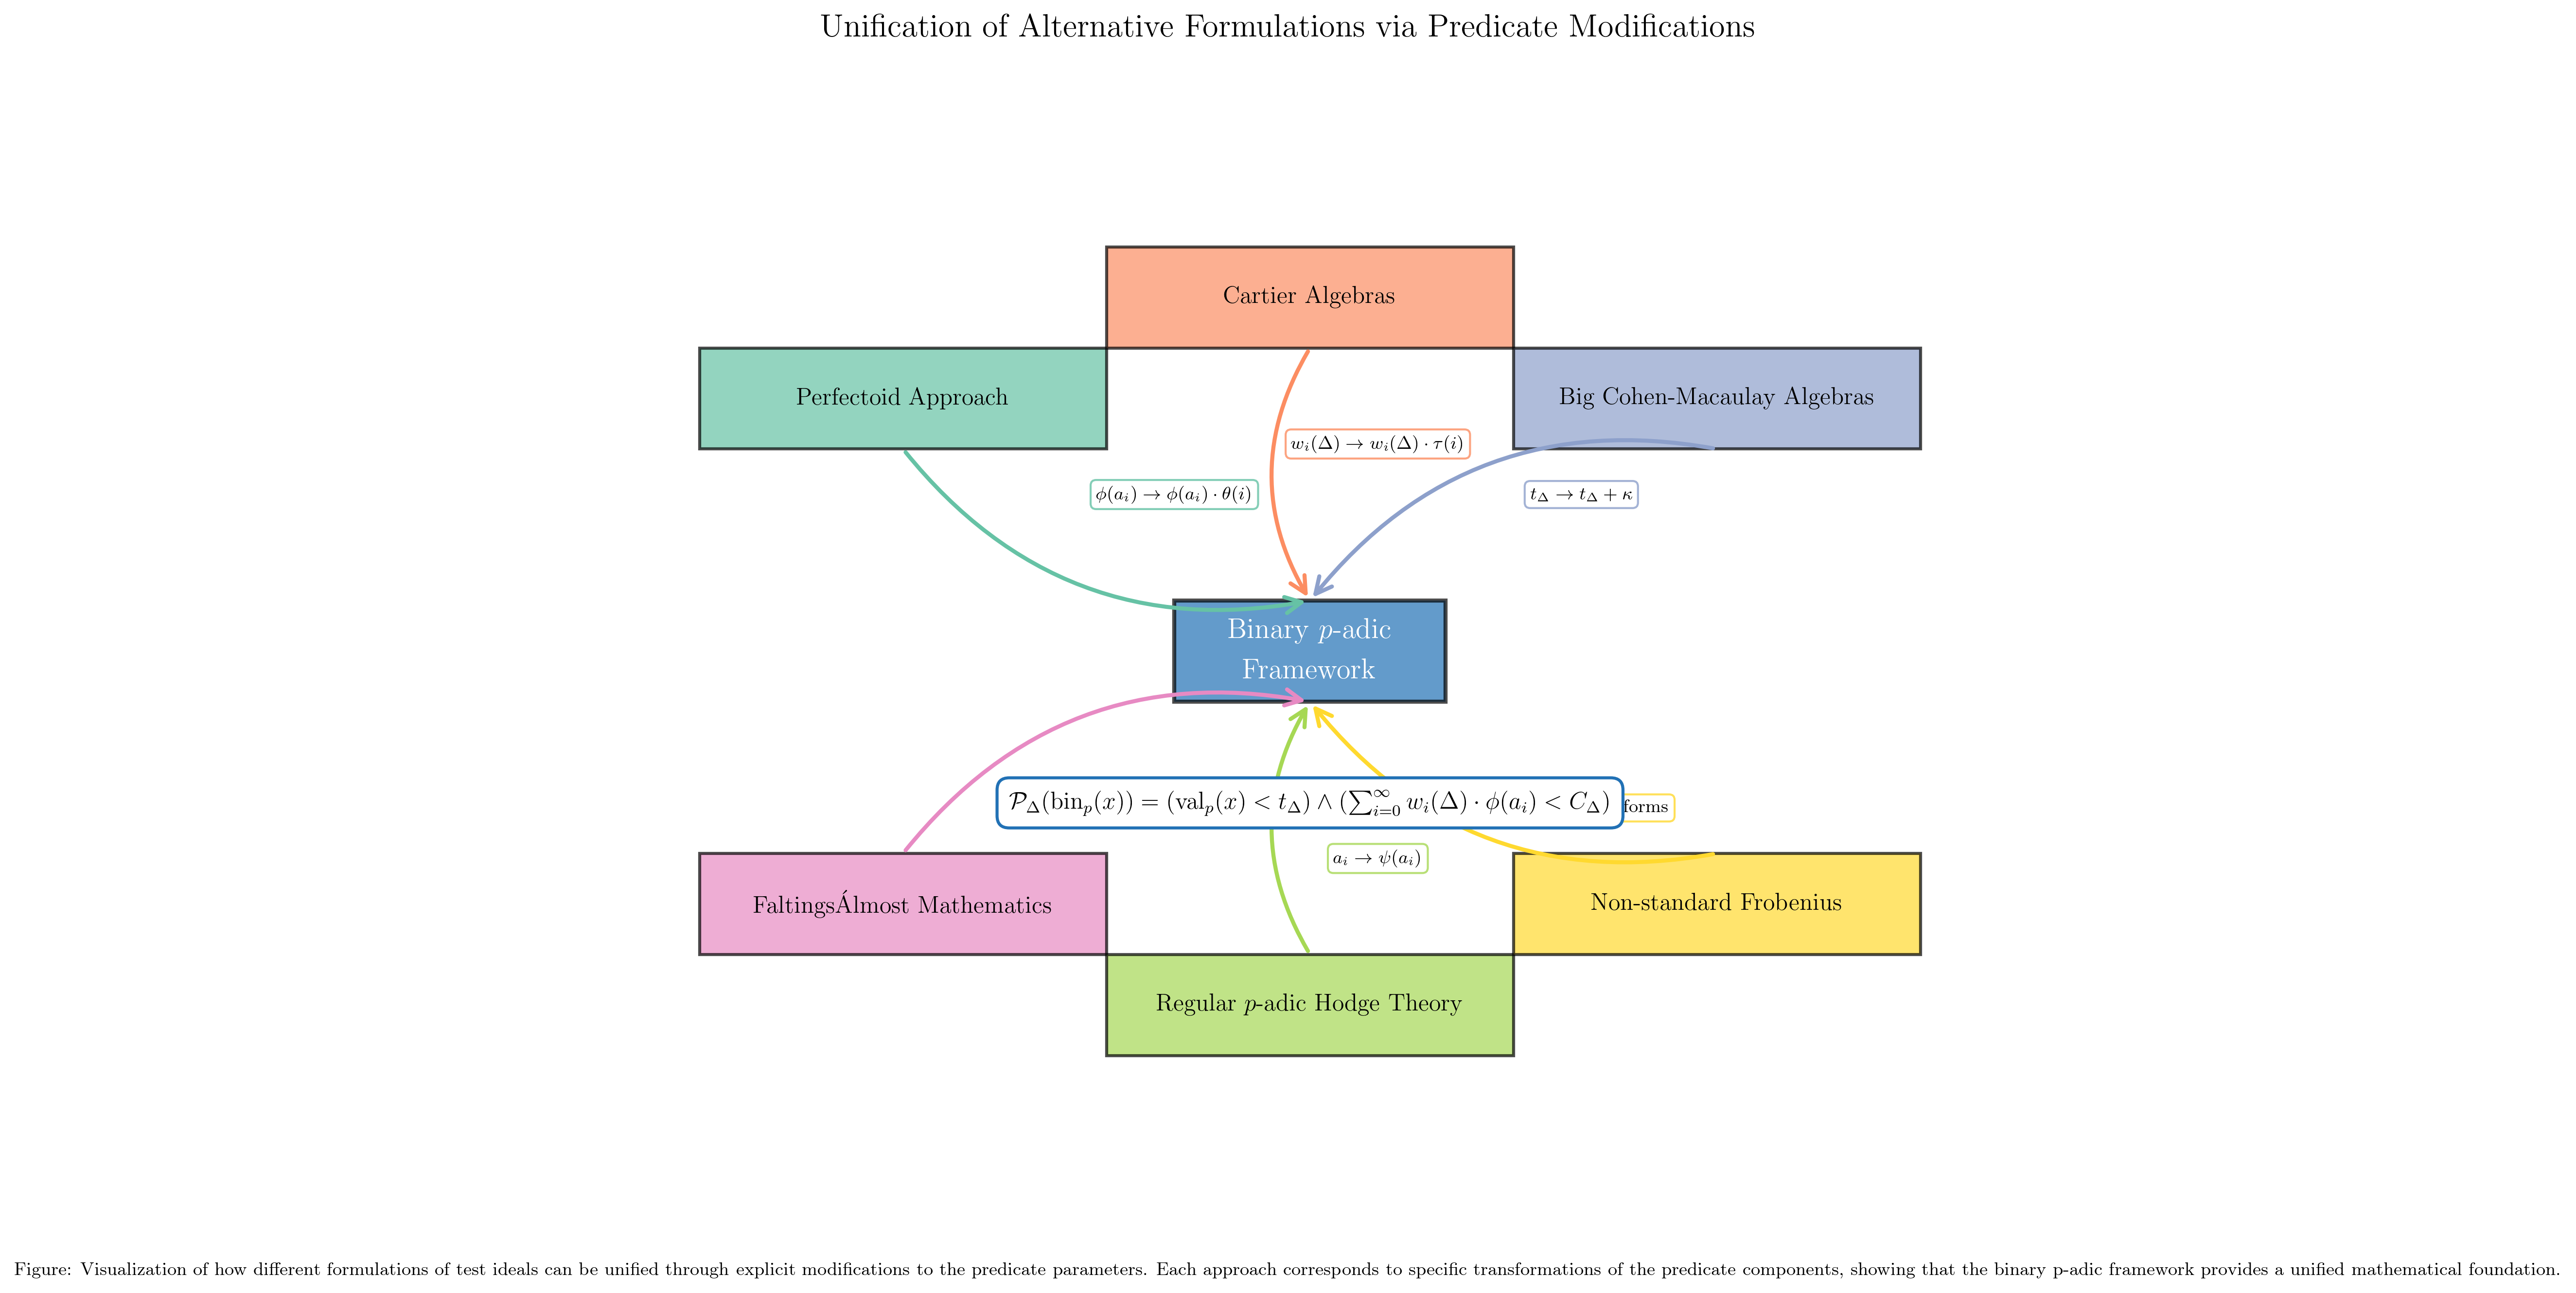 Unification of Alternative Formulations via Predicate Modifications
Cartier Algebras
Perfectoid Approach
Big Cohen-Macaulay Algebras
$w_i(\Delta) \to w_i(\Delta) \cdot \tau(i)$
$\phi(a_i) \to \phi(a_i) \cdot \theta(i)$
$t_\Delta \to t_\Delta + \kappa$
Binary $p$-adic
Framework
$\mathcal{P}_\Delta(\mathrm{bin}_p(x)) = (\mathrm{val}_p(x) < t_\Delta) \wedge (\sum_{i=0}^{\infty} w_i(\Delta) \cdot \phi(a_i) < C_\Delta)$
forms
$a_i \to \psi(a_i)$
FaltingsÁlmost Mathematics
Non-standard Frobenius
Regular $p$-adic Hodge Theory
Figure: Visualization of how different formulations of test ideals can be unified through explicit modifications to the predicate parameters. Each approach corresponds to specific transformations of the predicate components, showing that the binary p-adic framework provides a unified mathematical foundation.